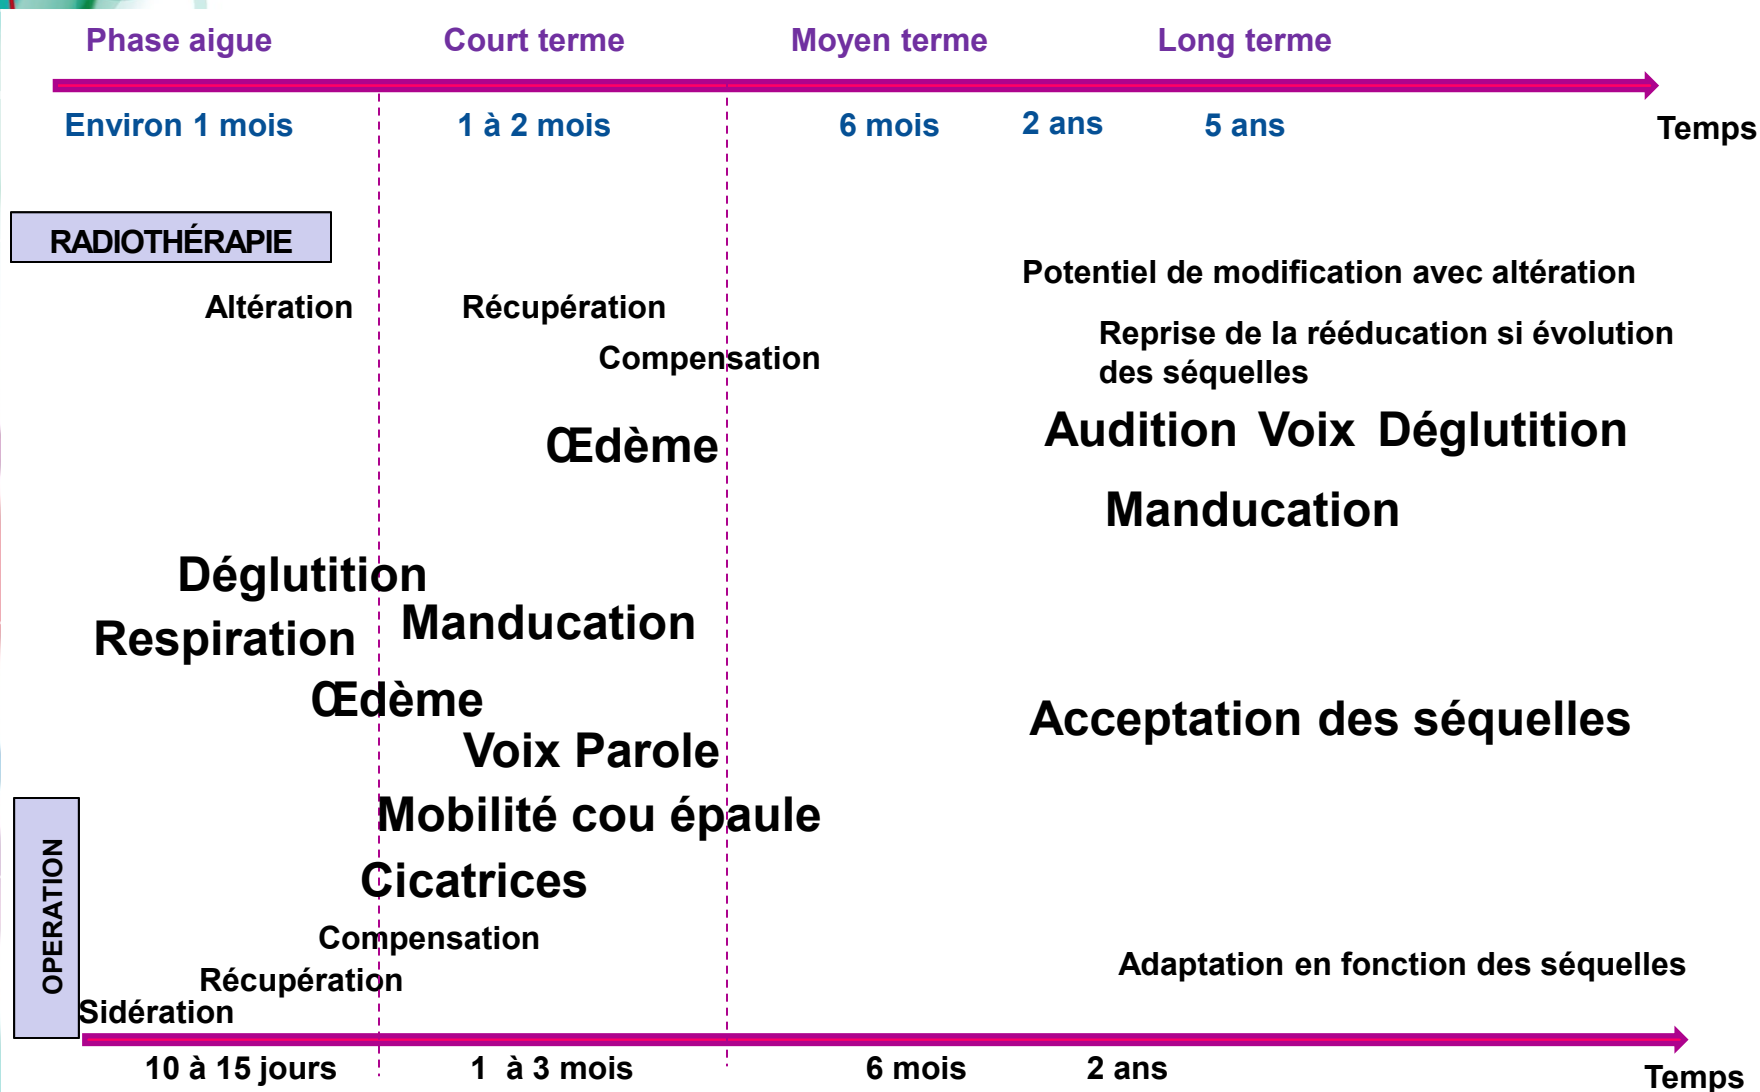 Phase aigue Court terme Moyen terme Long terme
Environ 1 mois 1 à 2 mois 6 mois 2 ans 5 ans Temps
RADIOTHÉRAPIE
Potentiel de modification avec altération
Altération Récupération
Reprise de la rééducation si évolution
des séquelles
Compensation
Œdème
Audition Voix Déglutition
Manducation
Déglutition
Respiration Manducation
Œdème
Acceptation des séquelles
Voix Parole
Mobilité cou épaule
Cicatrices
OPERATION
Compensation
Adaptation en fonction des séquelles
Récupération
Sidération
10 à 15 jours 1 à 3 mois 6 mois 2 ans Temps